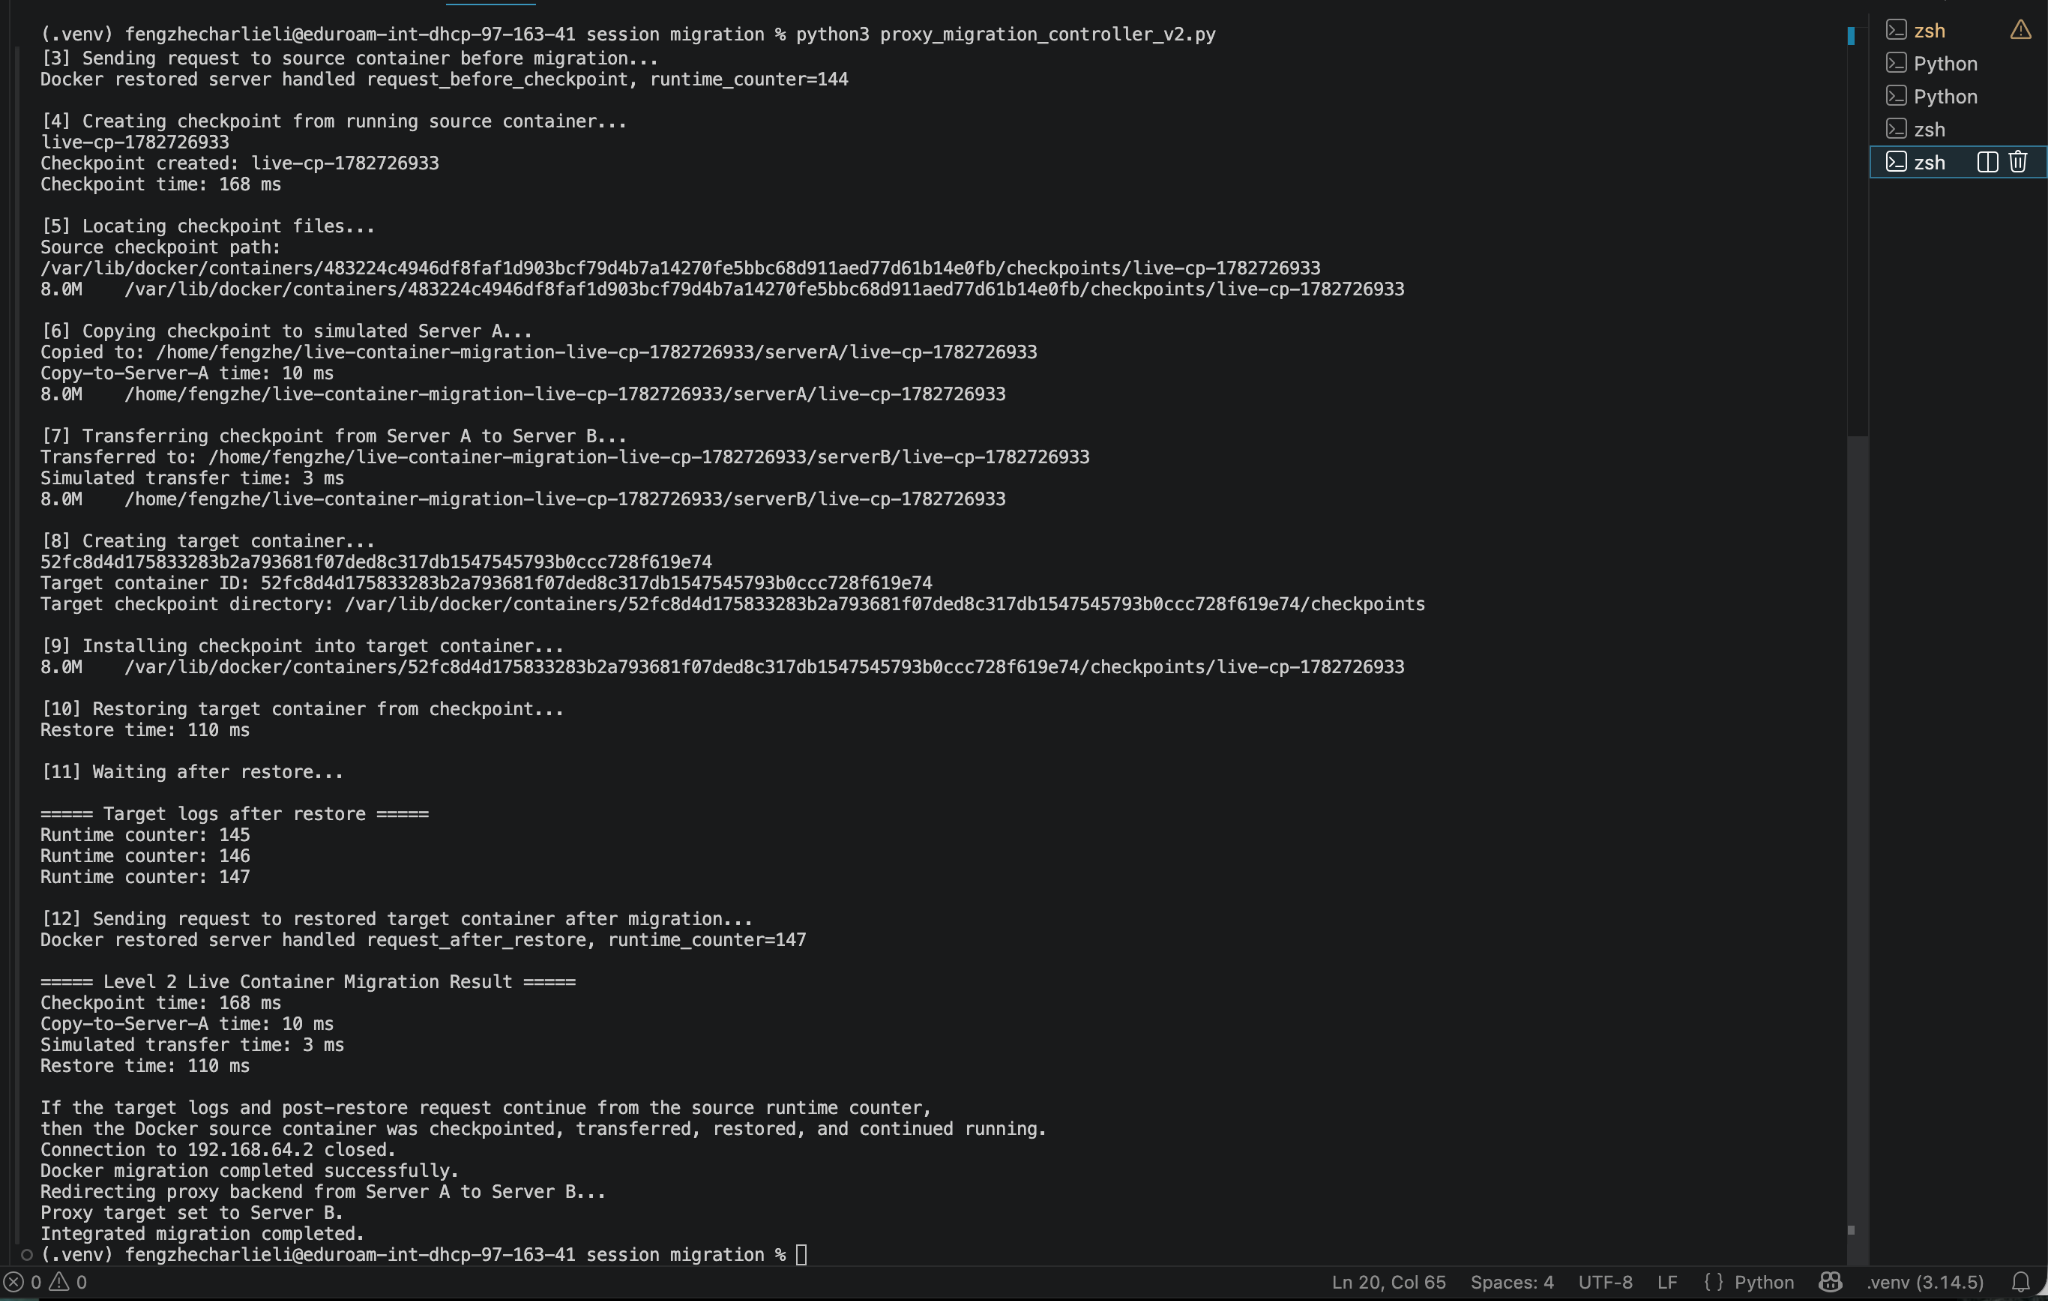 (.venv) fengzhecharlieli@eduroam-int-dhcp-97-163-41 session migration % python3 proxy_migration_controller_v2.py
[3] Sending request to source container before migration...
Docker restored server handled request_before_checkpoint, runtime_counter=144
[4] Creating checkpoint from running source container...
live-cp-1782726933
Checkpoint created: live-cp-1782726933
Checkpoint time: 168 ms
[5] Locating checkpoint files...
Source checkpoint path:
/var/lib/docker/containers/483224c4946df8faf1d903bcf79d4b7a14270fe5bbc68d911aed77d61b14e0fb/checkpoints/live-cp-1782726933
8.0M    /var/lib/docker/containers/483224c4946df8faf1d903bcf79d4b7a14270fe5bbc68d911aed77d61b14e0fb/checkpoints/live-cp-1782726933
[6] Copying checkpoint to simulated Server A...
Copied to: /home/fengzhe/live-container-migration-live-cp-1782726933/serverA/live-cp-1782726933
Copy-to-Server-A time: 10 ms
8.0M    /home/fengzhe/live-container-migration-live-cp-1782726933/serverA/live-cp-1782726933
[7] Transferring checkpoint from Server A to Server B...
Transferred to: /home/fengzhe/live-container-migration-live-cp-1782726933/serverB/live-cp-1782726933
Simulated transfer time: 3 ms
8.0M    /home/fengzhe/live-container-migration-live-cp-1782726933/serverB/live-cp-1782726933
[8] Creating target container...
52fc8d4d175833283b2a793681f07ded8c317db1547545793b0ccc728f619e74
Target container ID: 52fc8d4d175833283b2a793681f07ded8c317db1547545793b0ccc728f619e74
Target checkpoint directory: /var/lib/docker/containers/52fc8d4d175833283b2a793681f07ded8c317db1547545793b0ccc728f619e74/checkpoints
[9] Installing checkpoint into target container...
8.0M    /var/lib/docker/containers/52fc8d4d175833283b2a793681f07ded8c317db1547545793b0ccc728f619e74/checkpoints/live-cp-1782726933
[10] Restoring target container from checkpoint...
Restore time: 110 ms
[11] Waiting after restore...
===== Target logs after restore =====
Runtime counter: 145
Runtime counter: 146
Runtime counter: 147
[12] Sending request to restored target container after migration...
Docker restored server handled request_after_restore, runtime_counter=147
===== Level 2 Live Container Migration Result =====
Checkpoint time: 168 ms
Copy-to-Server-A time: 10 ms
Simulated transfer time: 3 ms
Restore time: 110 ms
If the target logs and post-restore request continue from the source runtime counter,
then the Docker source container was checkpointed, transferred, restored, and continued running.
Connection to 192.168.64.2 closed.
Docker migration completed successfully.
Redirecting proxy backend from Server A to Server B...
Proxy target set to Server B.
Integrated migration completed.
(.venv) fengzhecharlieli@eduroam-int-dhcp-97-163-41 session migration %
zsh
Python
Python
zsh
zsh
0 0 Ln 20, Col 65 Spaces: 4 UTF-8 LF {} Python .venv (3.14.5)